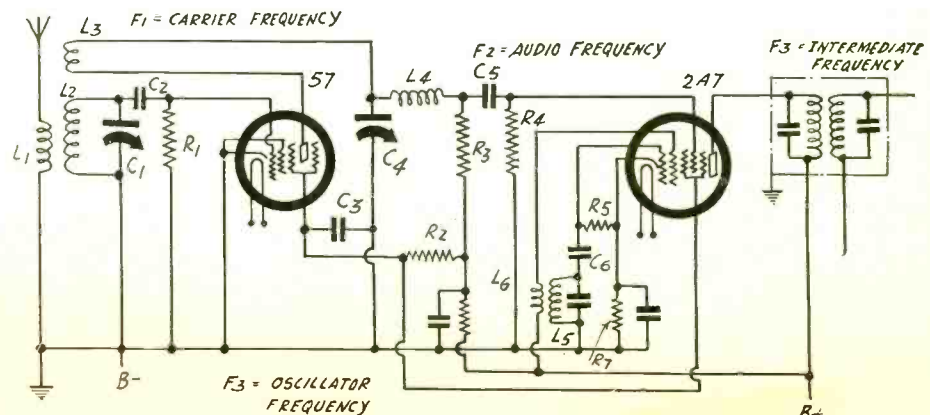 F1 = CARRIER FREQUENCY
L3
57
F2 = AUDIO FREQUENCY
F3 = INTERMEDIATE
FREQUENCY
L4
C5
2A7
L2
C2
R4
L1
C1
R1
C4
R3
C3
R5
R2
C6
L6
L5
R7
B-
F3 = OSCILLATOR
FREQUENCY
B+